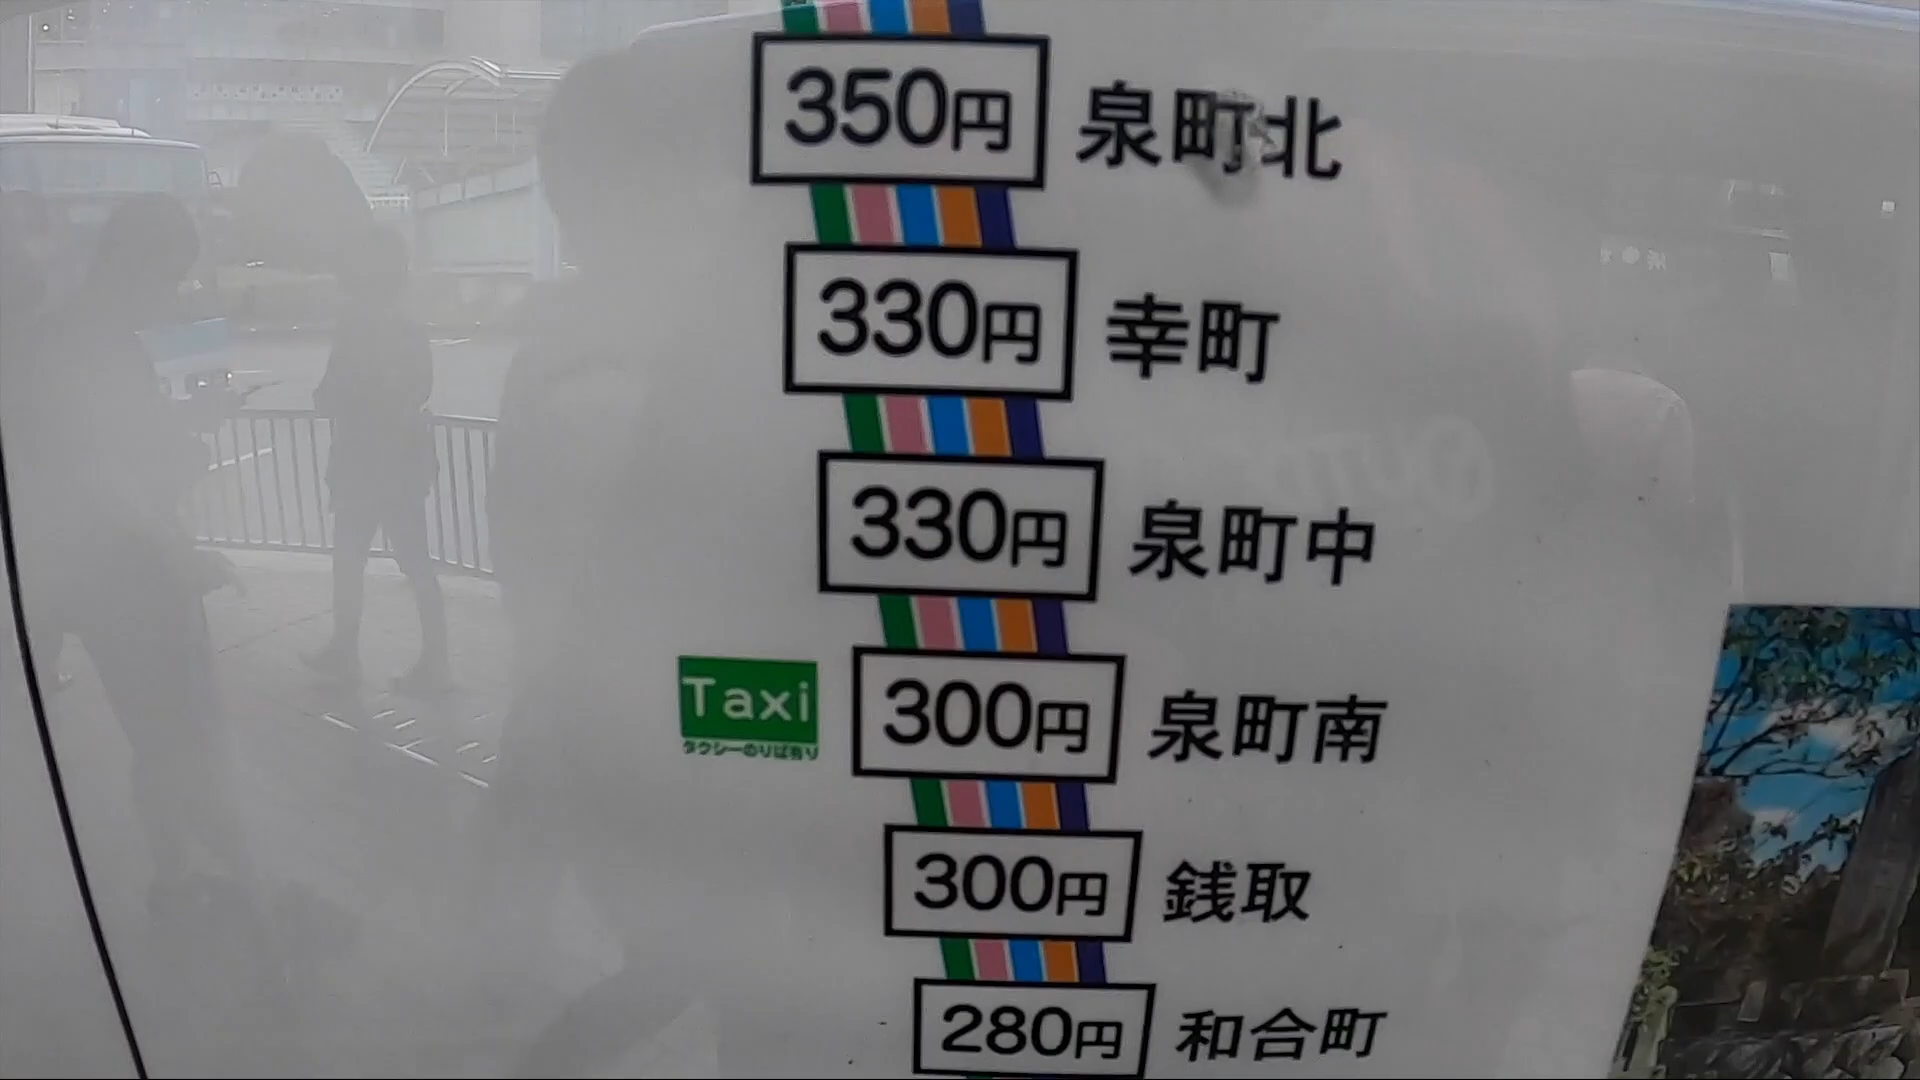 350円 泉町北
330円 幸町
330円 泉町中
Taxi
タクシーのりば有り
300円 泉町南
300円 銭取
280円 和合町